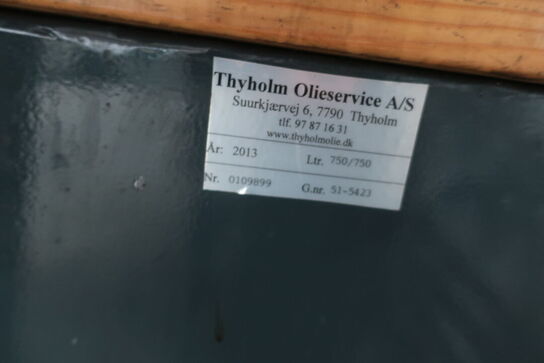 Thyholm Olieservice A/S
Suurkjærvej 6, 7790 Thyholm
tlf. 97 87 16 31
www.thyholmolie.dk
År: 2013 Ltr. 750/750
Nr. 0109899 G.nr. 51-5423